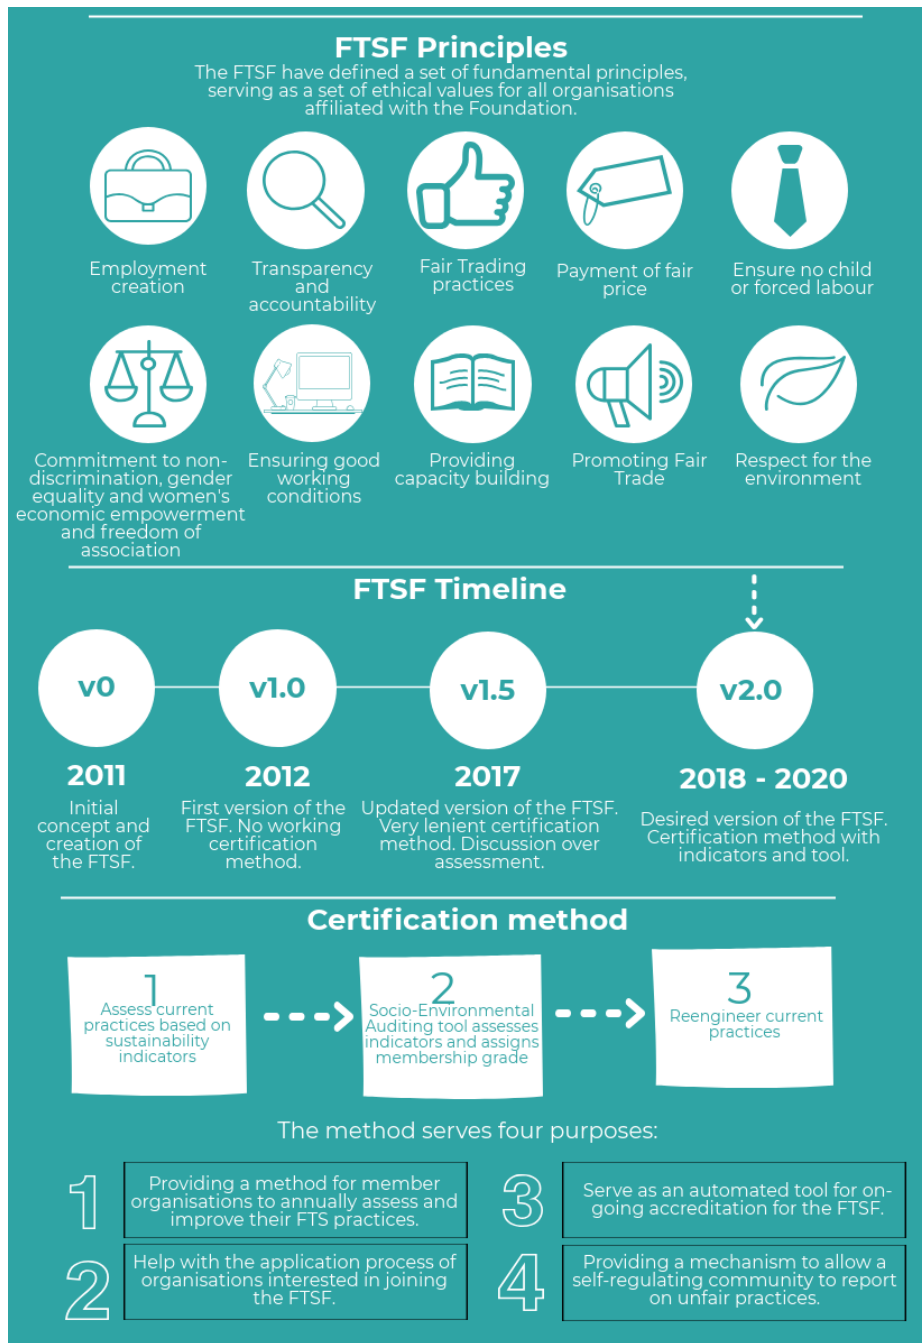 FTSF Principles
The FTSF have defined a set of fundamental principles,
serving as a set of ethical values for all organisations
affiliated with the Foundation.
Employment
creation
Transparency
and
accountability
Fair Trading
practices
Payment of fair
price
Ensure no child
or forced labour
Commitment to non-
discrimination, gender
equality and women's
economic empowerment
and freedom of
association
Ensuring good
working
conditions
Providing
capacity building
Promoting Fair
Trade
Respect for the
environment
FTSF Timeline
v0
2011
Initial
concept and
creation of
the FTSF.
v1.0
2012
First version of the
FTSF. No working
certification
method.
v1.5
2017
Updated version of the FTSF.
Very lenient certification
method. Discussion over
assessment.
v2.0
2018 - 2020
Desired version of the FTSF.
Certification method with
indicators and tool.
Certification method
1
Assess current
practices based on
sustainability
indicators
2
Socio-Environmental
Auditing tool assesses
indicators and assigns
membership grade
3
Reengineer current
practices
The method serves four purposes:
1
Providing a method for member
organisations to annually assess and
improve their FTS practices.
2
Help with the application process of
organisations interested in joining
the FTSF.
3
Serve as an automated tool for on-
going accreditation for the FTSF.
4
Providing a mechanism to allow a
self-regulating community to report
on unfair practices.